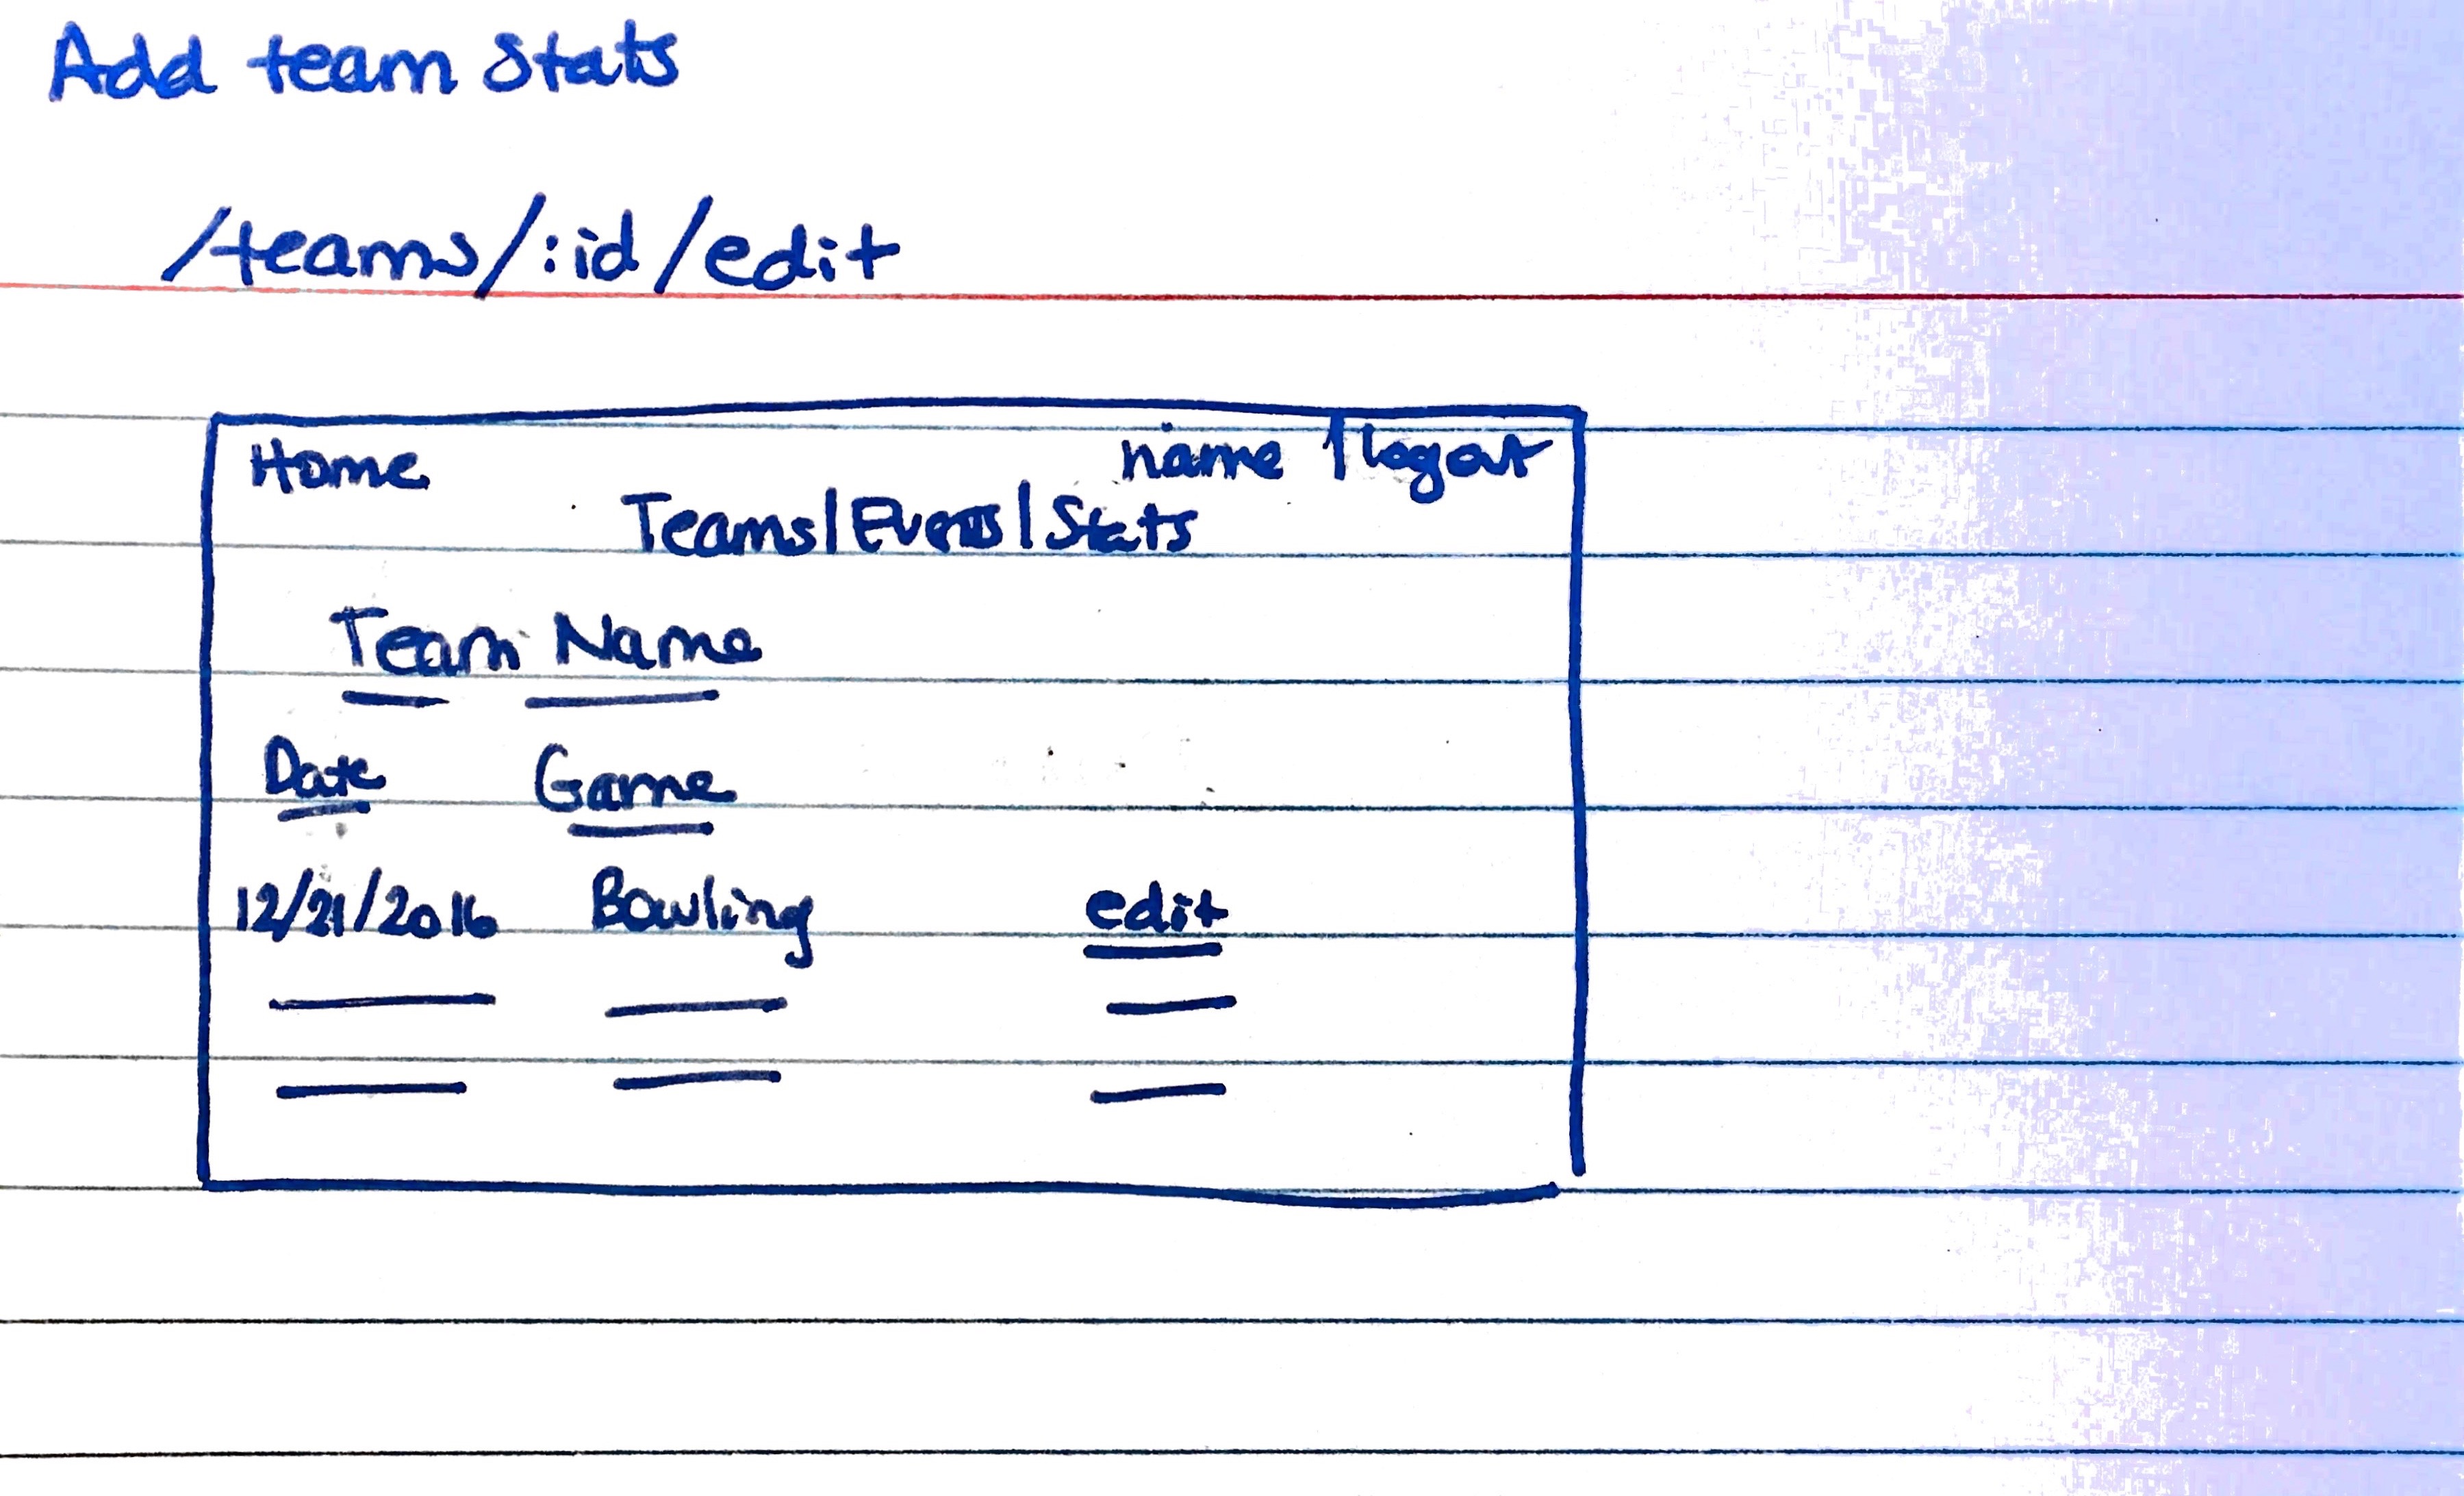 Add team Stats
/teams/:id/edit
Home name | logout
Teams|Events|Stats
Team Name
Date Game
12/21/2016 Bowling edit